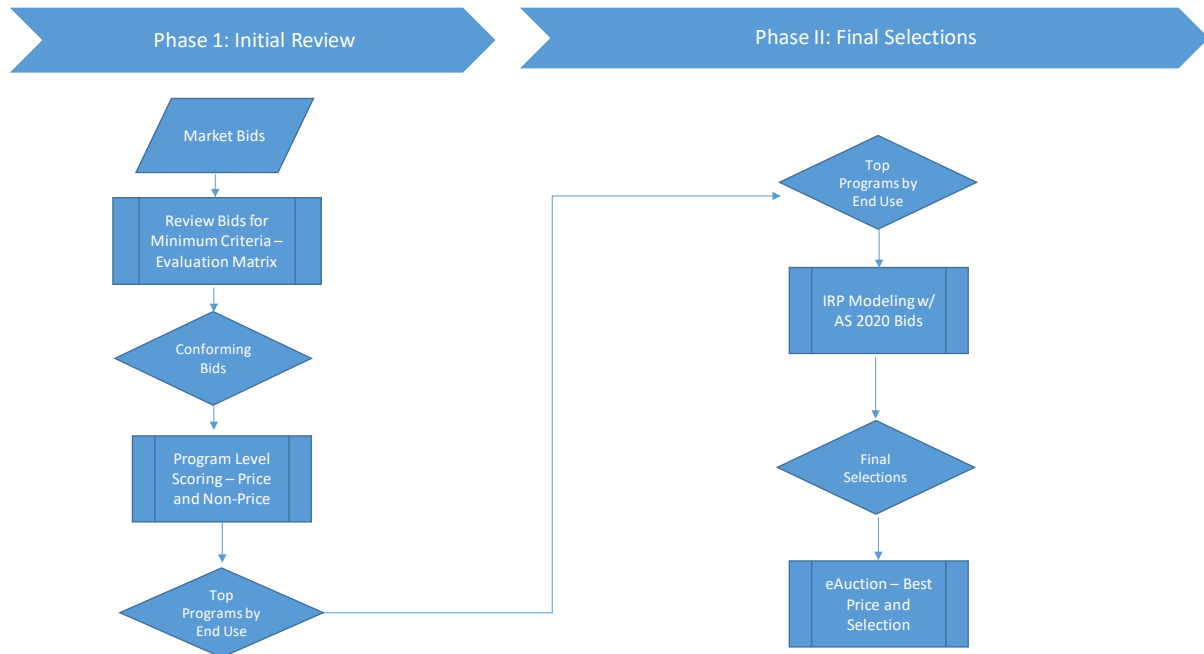 Phase 1: Initial Review
Phase II: Final Selections
Market Bids
Review Bids for
Minimum Criteria –
Evaluation Matrix
Conforming
Bids
Program Level
Scoring – Price
and Non-Price
Top
Programs by
End Use
Top
Programs by
End Use
IRP Modeling w/
AS 2020 Bids
Final
Selections
eAuction – Best
Price and
Selection